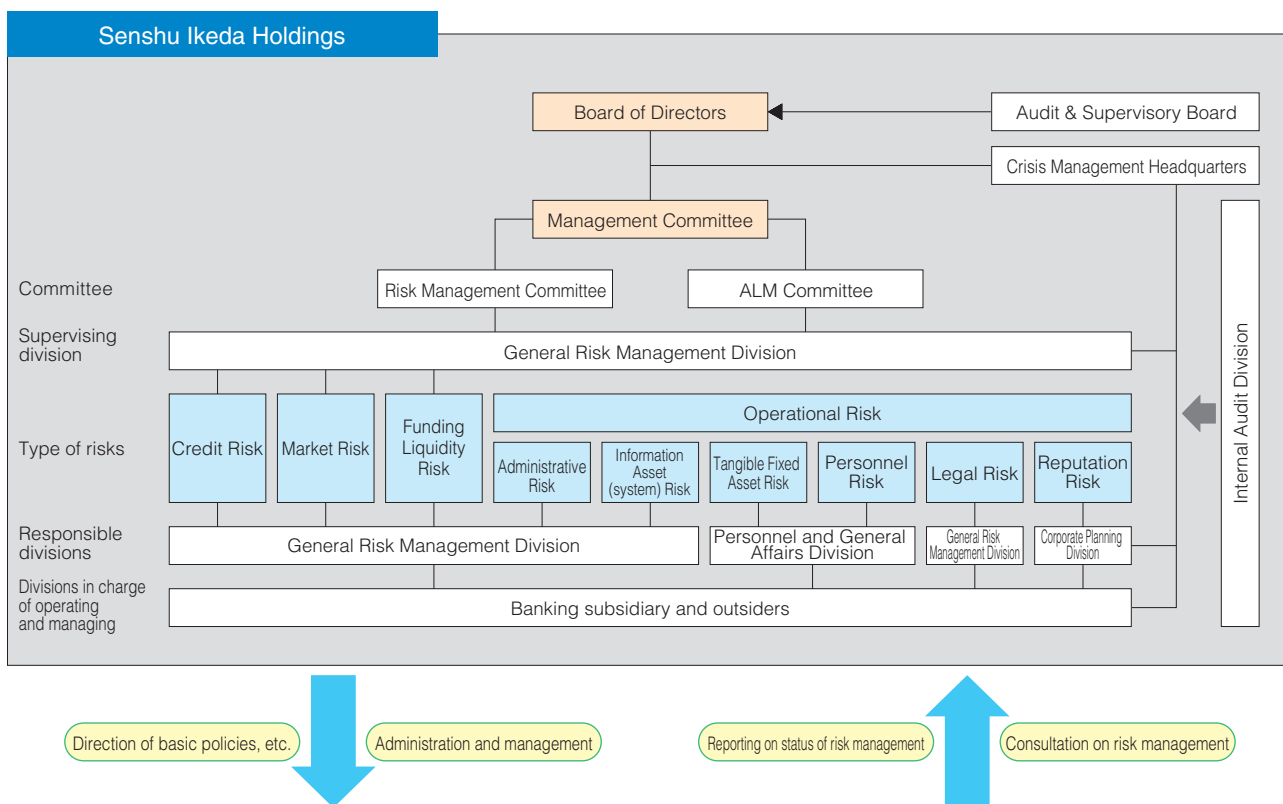 Senshu Ikeda Holdings
Board of Directors
Audit & Supervisory Board
Crisis Management Headquarters
Management Committee
Committee
Risk Management Committee
ALM Committee
Supervising
division
General Risk Management Division
Internal Audit Division
Type of risks
Credit Risk
Market Risk
Funding
Liquidity
Risk
Operational Risk
Administrative
Risk
Information
Asset
(system) Risk
Tangible Fixed
Asset Risk
Personnel
Risk
Legal Risk
Reputation
Risk
Responsible
divisions
General Risk Management Division
Personnel and General
Affairs Division
General Risk
Management Division
Corporate Planning
Division
Divisions in charge
of operating
and managing
Banking subsidiary and outsiders
Direction of basic policies, etc.
Administration and management
Reporting on status of risk management
Consultation on risk management